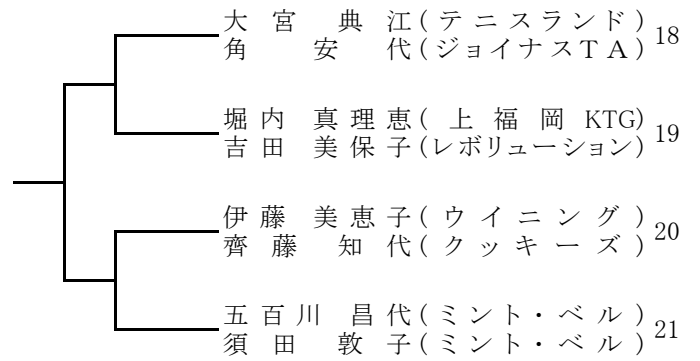 大宮 典江(テニスランド)
角 安代(ジョイナスTA) 18
堀内 真理恵(上福岡KTG)
吉田 美保子(レボリューション) 19
伊藤 美恵子(ウイニング)
齊藤 知代(クッキーズ) 20
五百川 昌代(ミント・ベル)
須田 敦子(ミント・ベル) 21